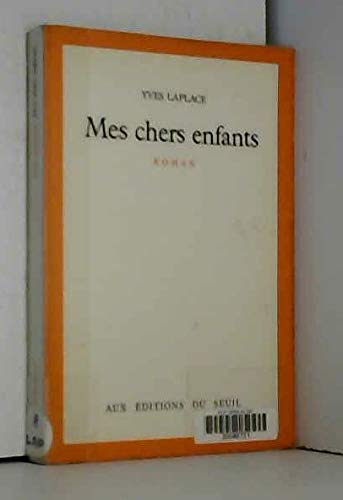 YVES LAPLACE
Mes chers enfants
ROMAN
AUX ÉDITIONS DU SEUIL